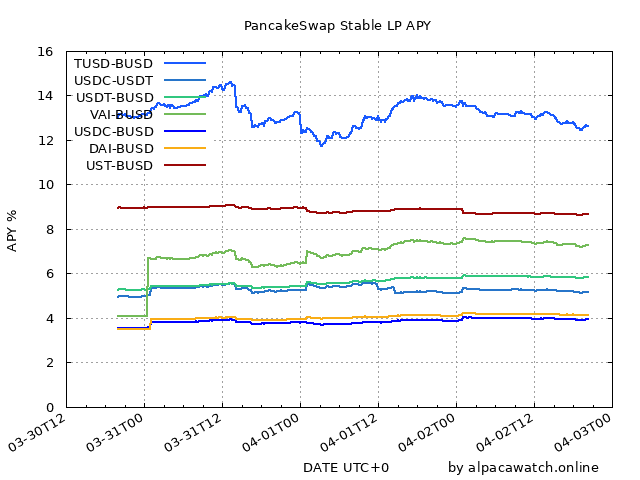 PancakeSwap Stable LP APY
16
14
12
10
8
6
4
2
0
APY %
TUSD-BUSD
USDC-USDT
USDT-BUSD
VAI-BUSD
USDC-BUSD
DAI-BUSD
UST-BUSD
03-30T12
03-31T00
03-31T12
04-01T00
04-01T12
04-02T00
04-02T12
04-03T00
DATE UTC+0
by alpacawatch.online